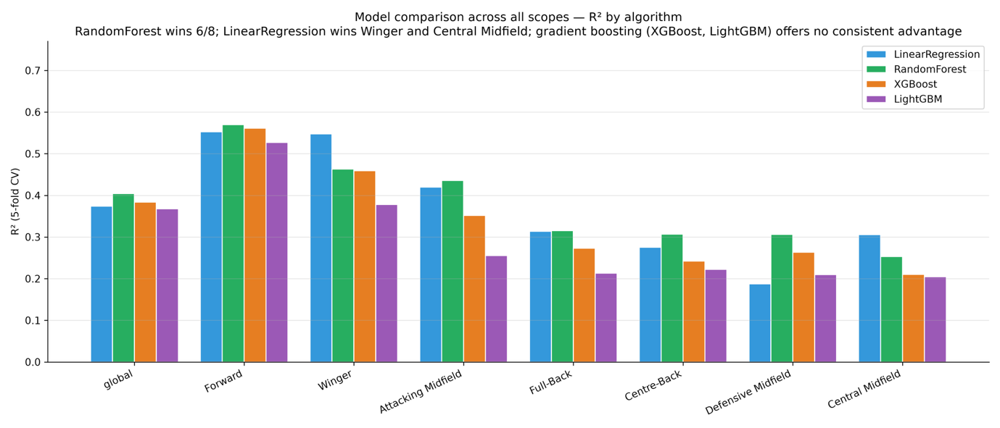 Model comparison across all scopes — R² by algorithm
RandomForest wins 6/8; LinearRegression wins Winger and Central Midfield; gradient boosting (XGBoost, LightGBM) offers no consistent advantage
LinearRegression
RandomForest
XGBoost
LightGBM
R² (5-fold CV)
0.7
0.6
0.5
0.4
0.3
0.2
0.1
0.0
global
Forward
Winger
Attacking Midfield
Full-Back
Centre-Back
Defensive Midfield
Central Midfield